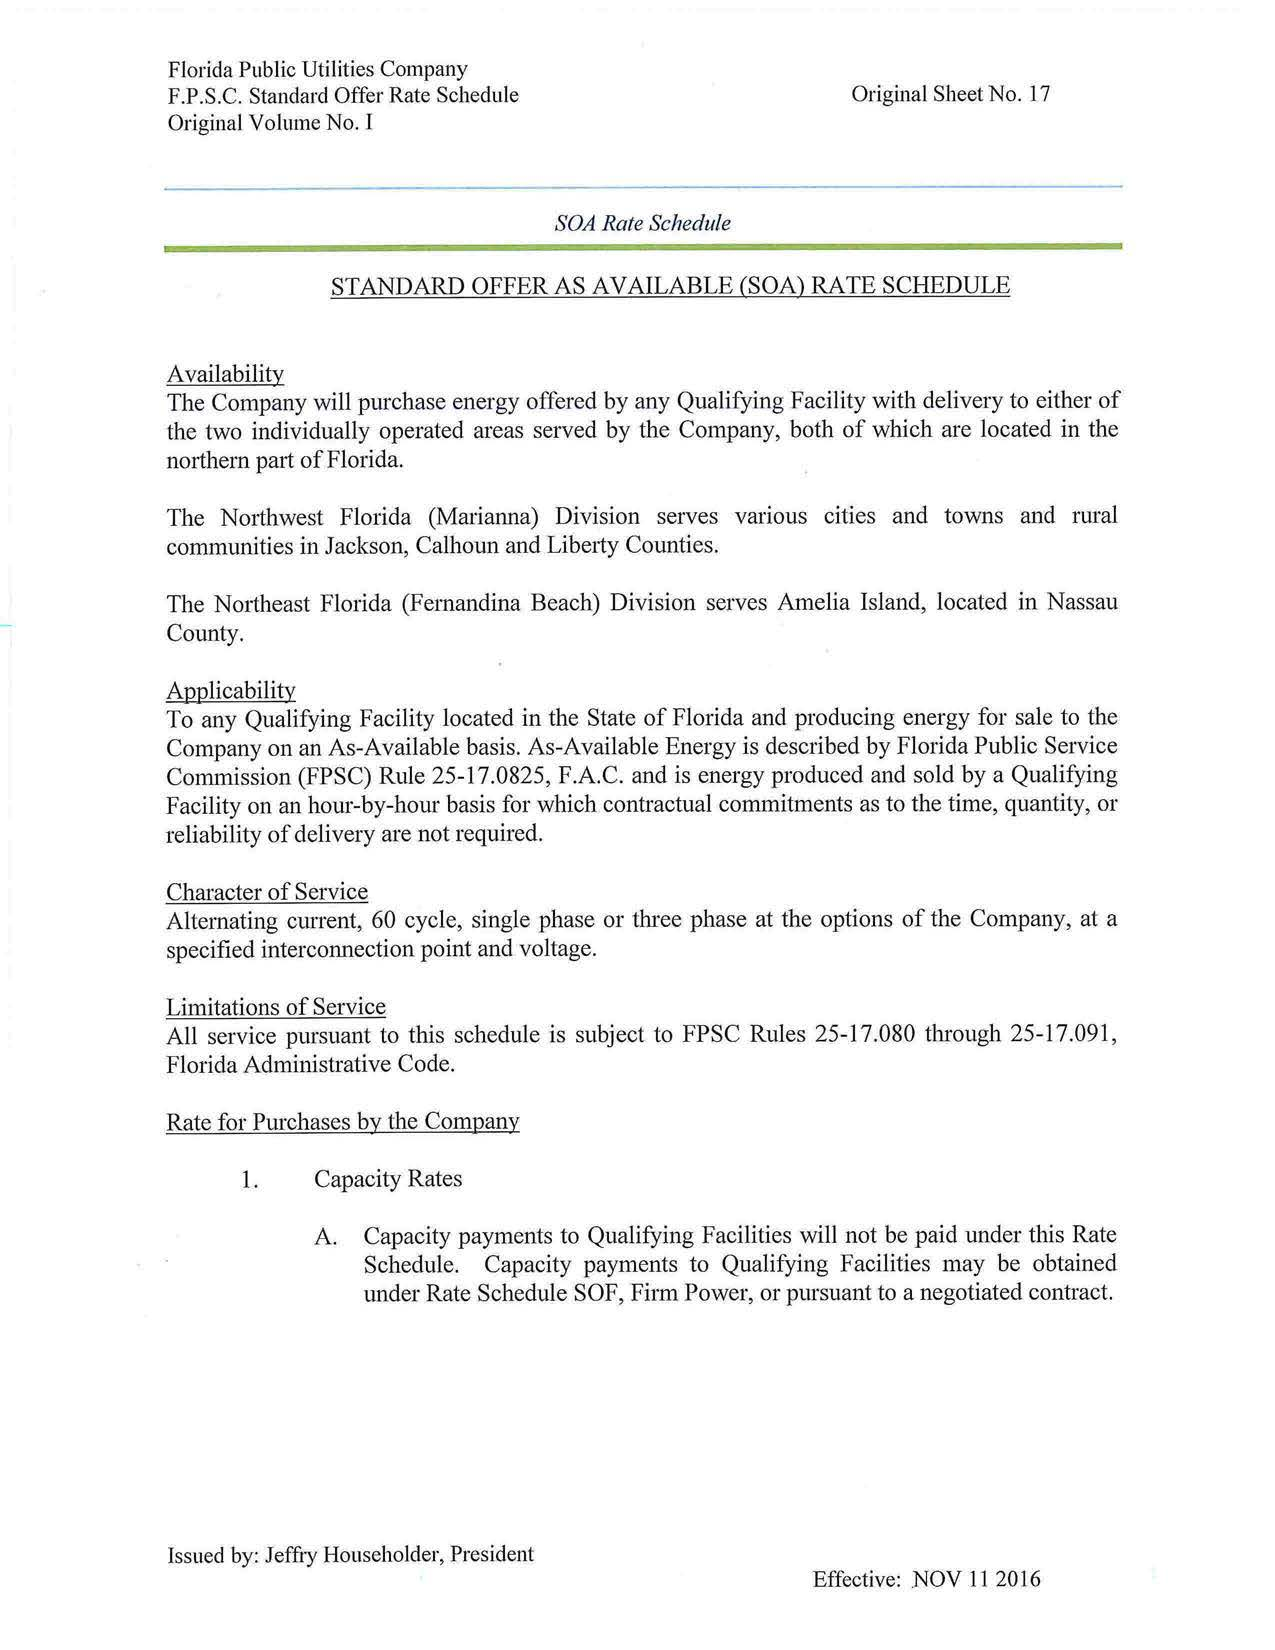 Florida Public Utilities Company
F.P.S.C. Standard Offer Rate Schedule
Original Sheet No. 17
Original Volume No. I
SOA Rate Schedule
STANDARD OFFER AS AVAILABLE (SOA) RATE SCHEDULE
Availability
The Company will purchase energy offered by any Qualifying Facility with delivery to either of
the two individually operated areas served by the Company, both of which are located in the
northern part of Florida.
The Northwest Florida (Marianna) Division serves various cities and towns and rural
communities in Jackson, Calhoun and Liberty Counties.
The Northeast Florida (Fernandina Beach) Division serves Amelia Island, located in Nassau
County.
Applicability
To any Qualifying Facility located in the State of Florida and producing energy for sale to the
Company on an As-Available basis. As-Available Energy is described by Florida Public Service
Commission (FPSC) Rule 25-17.0825, F.A.C. and is energy produced and sold by a Qualifying
Facility on an hour-by-hour basis for which contractual commitments as to the time, quantity, or
reliability of delivery are not required.
Character of Service
Alternating current, 60 cycle, single phase or three phase at the options of the Company, at a
specified interconnection point and voltage.
Limitations of Service
All service pursuant to this schedule is subject to FPSC Rules 25-17.080 through 25-17.091,
Florida Administrative Code.
Rate for Purchases by the Company
1. Capacity Rates
A. Capacity payments to Qualifying Facilities will not be paid under this Rate
Schedule. Capacity payments to Qualifying Facilities may be obtained
under Rate Schedule SOF, Firm Power, or pursuant to a negotiated contract.
Issued by: Jeffry Householder, President
Effective: NOV 11 2016